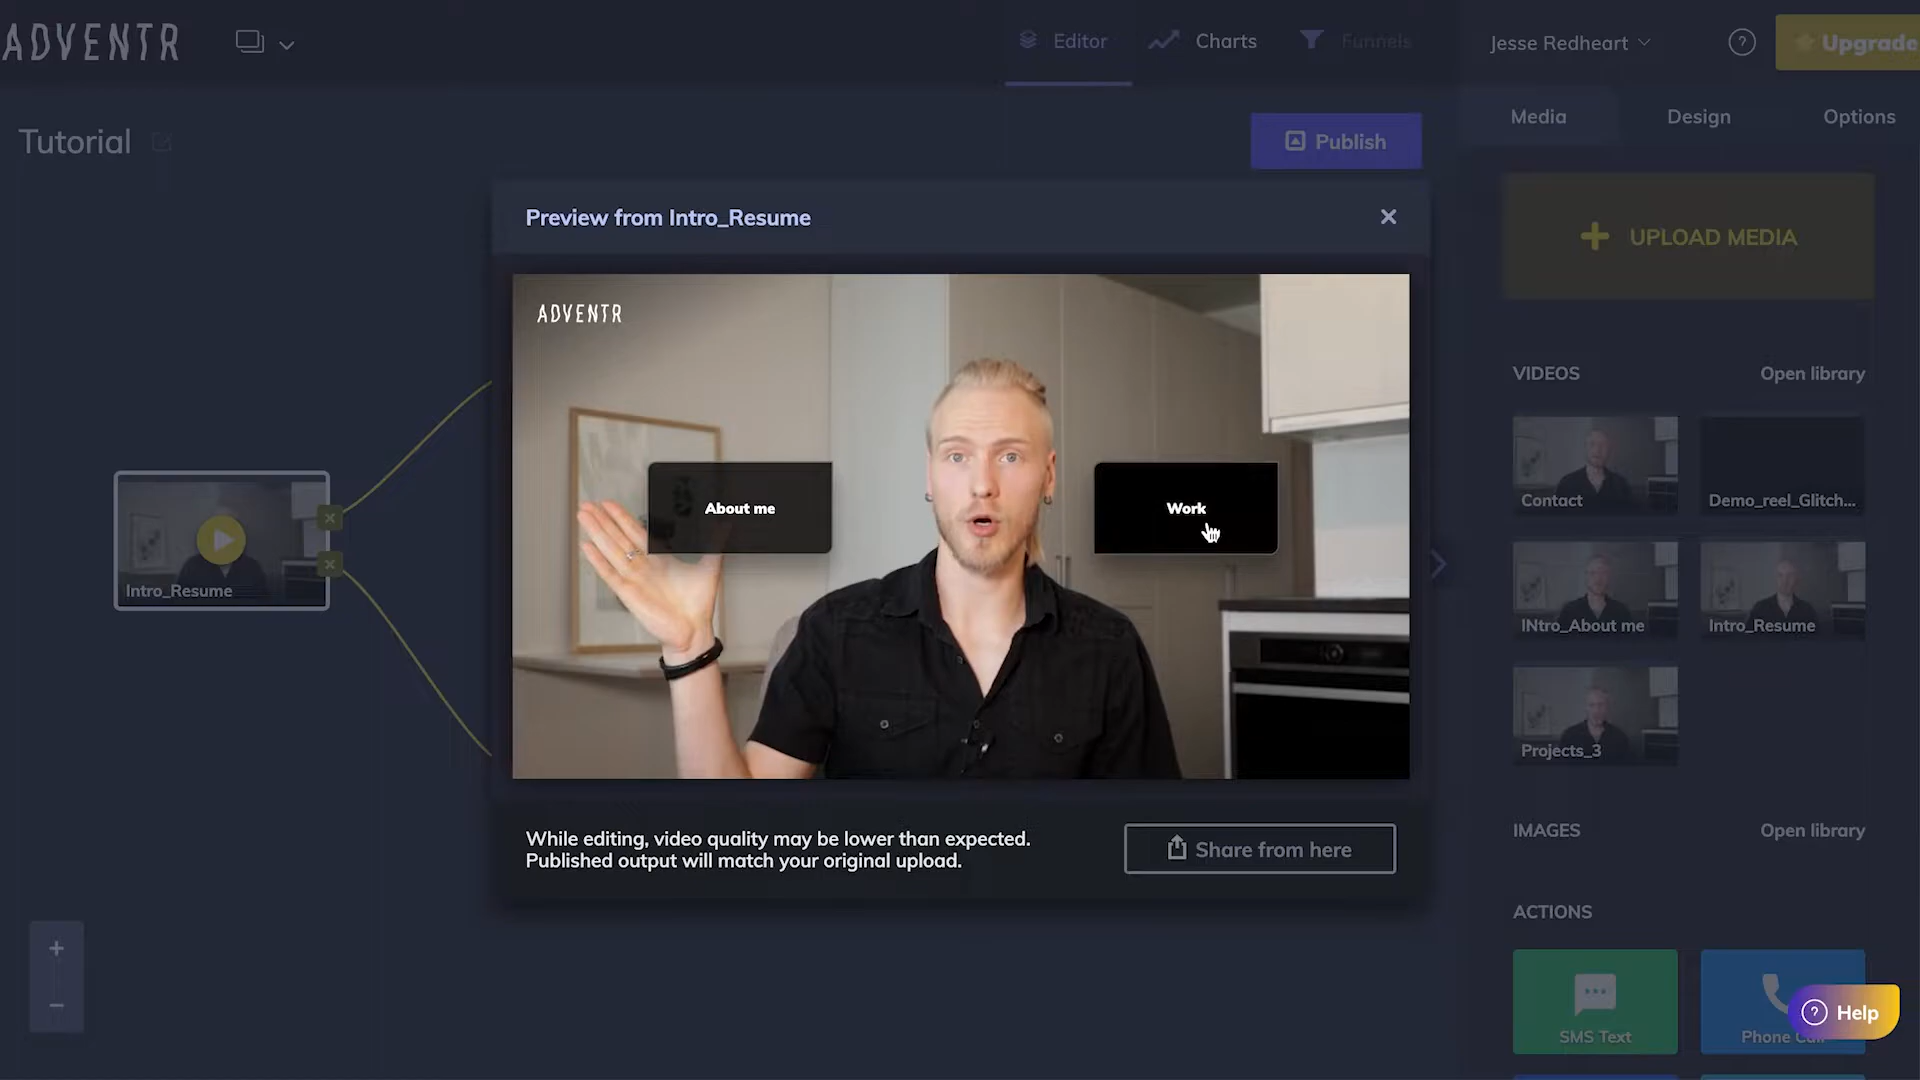 ADVENTR
Editor
Charts
Funnels
Jesse Redheart
?
Upgrade
Tutorial
Publish
Media
Design
Options
Preview from Intro_Resume
UPLOAD MEDIA
ADVENTR
VIDEOS
Open library
About me
Work
Contact
Demo_reel_Glitch...
Intro_Resume
INtro_About me
Intro_Resume
Projects_3
While editing, video quality may be lower than expected.
Published output will match your original upload.
Share from here
IMAGES
Open library
ACTIONS
SMS Text
Phone Call
? Help